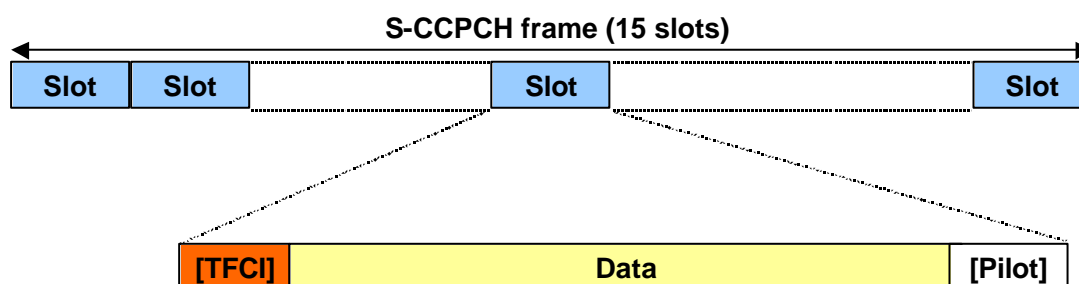 S-CCPCH frame (15 slots)
Slot Slot Slot Slot
[TFCI] Data [Pilot]